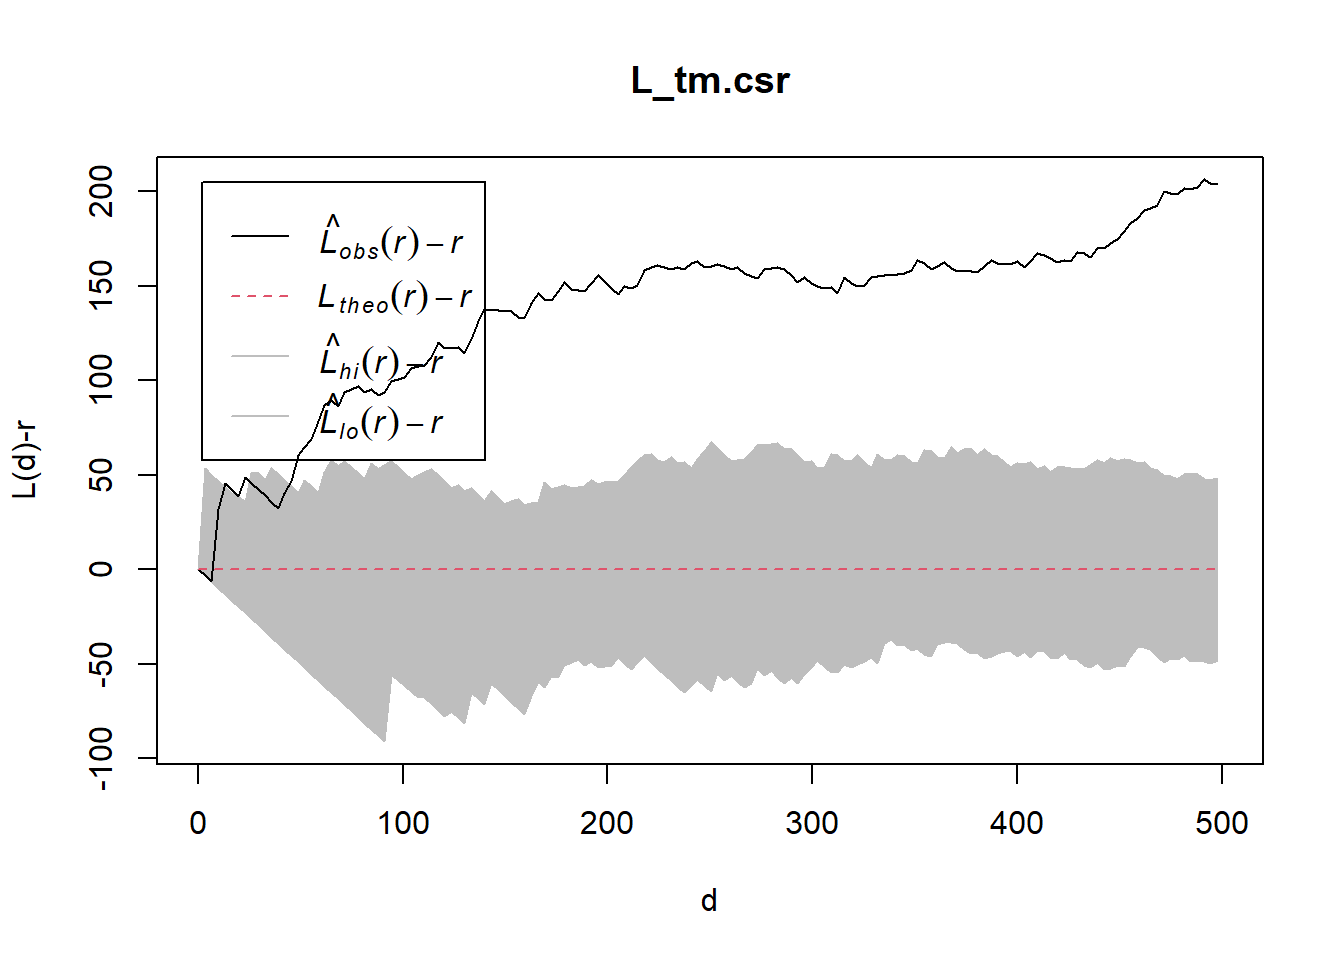 L_tm.csr
L̂obs(r) − r
Ltheo(r) − r
L̂hi(r) − r
L̂lo(r) − r
L(d)-r
200
150
100
50
0
-50
-100
0 100 200 300 400 500
d